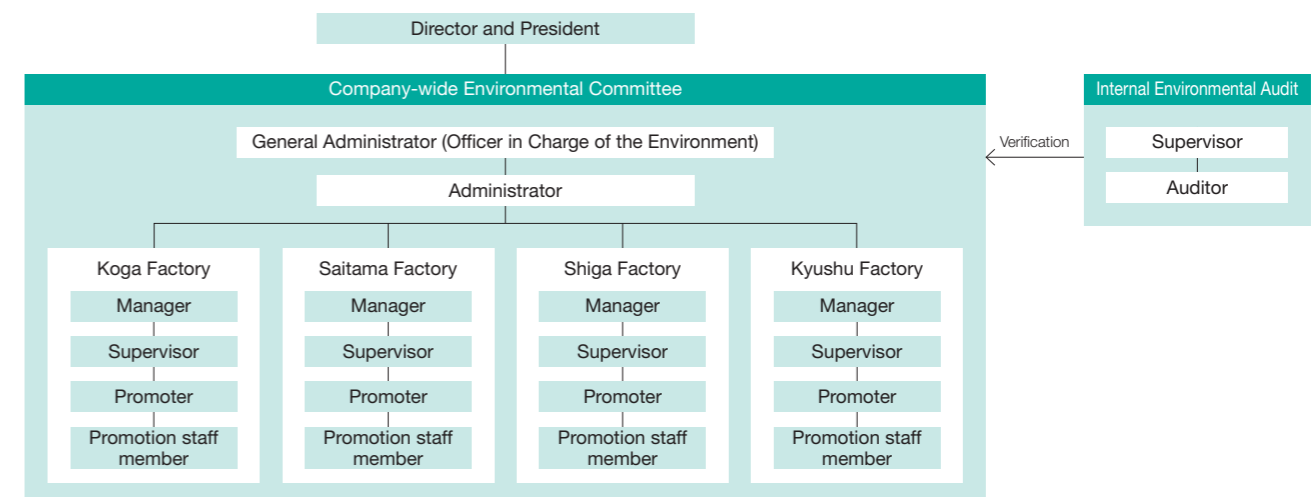 Director and President
Company-wide Environmental Committee
General Administrator (Officer in Charge of the Environment)
Administrator
Koga Factory
Manager
Supervisor
Promoter
Promotion staff
member
Saitama Factory
Manager
Supervisor
Promoter
Promotion staff
member
Shiga Factory
Manager
Supervisor
Promoter
Promotion staff
member
Kyushu Factory
Manager
Supervisor
Promoter
Promotion staff
member
Verification
Internal Environmental Audit
Supervisor
Auditor